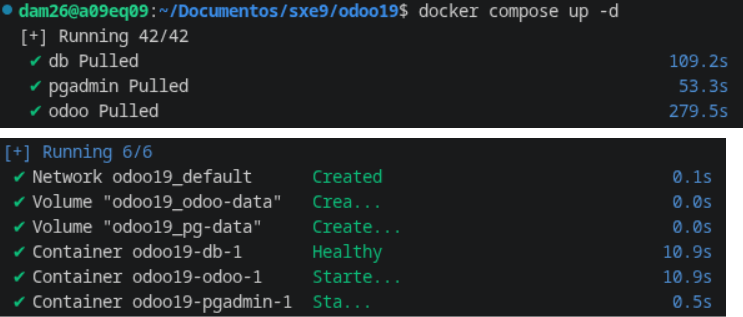 dam26@a09eq09:~/Documentos/sxe9/odoo19$ docker compose up -d
[+] Running 42/42
✔ db Pulled 109.2s
✔ pgadmin Pulled 53.3s
✔ odoo Pulled 279.5s
[+] Running 6/6
✔ Network odoo19_default Created 0.1s
✔ Volume "odoo19_odoo-data" Crea... 0.0s
✔ Volume "odoo19_pg-data" Create... 0.0s
✔ Container odoo19-db-1 Healthy 10.9s
✔ Container odoo19-odoo-1 Starte... 10.9s
✔ Container odoo19-pgadmin-1 Sta... 0.5s